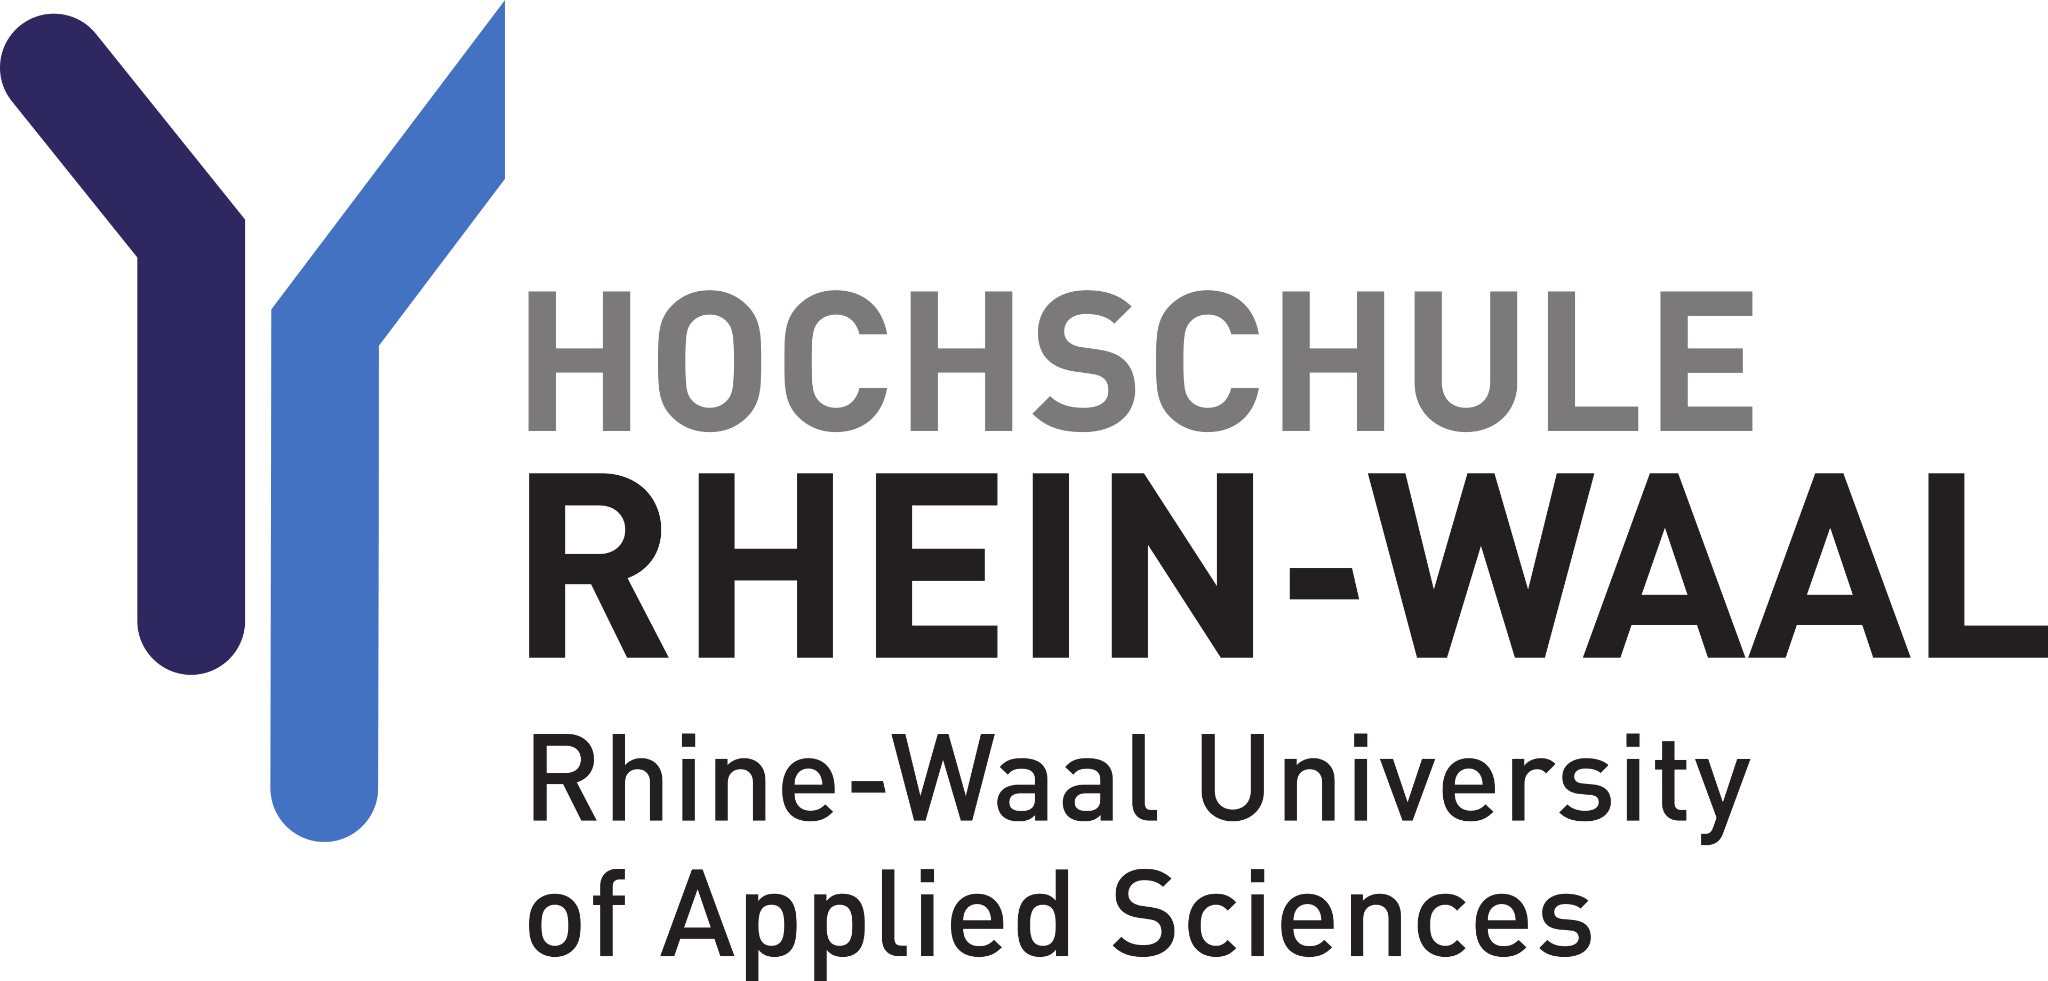 HOCHSCHULE
RHEIN-WAAL
Rhine-Waal University
of Applied Sciences